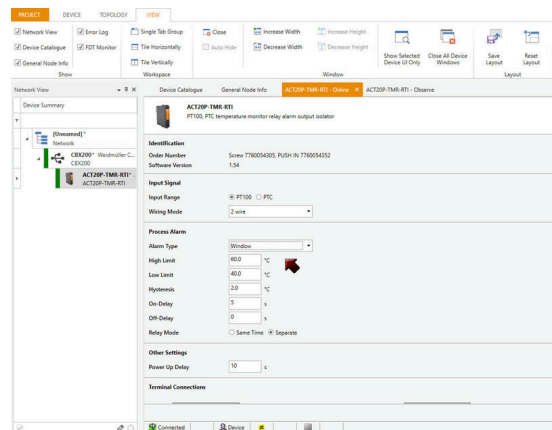 PROJECT DEVICE TOPOLOGY VIEW
Network View Error Log Single Tab Group Close Increase Width Increase Height
Device Catalogue FDT Monitor Tile Horizontally Auto Hide Decrease Width Decrease Height Show Selected Device UI Only Close All Device Windows Save Layout Reset Layout
General Node Info Tile Vertically
Show Workspace Window Layout
Network View Device Catalogue General Node Info ACT20P-TMR-RTI - Online ACT20P-TMR-RTI - Observe
Device Summary
ACT20P-TMR-RTI
PT100, PTC temperature monitor relay alarm output isolator
[Unnamed]*
Network
CBX200* Weidmüller C...
CBX200
ACT20P-TMR-RTI* .
ACT20P-TMR-RTI
Identification
Order Number Screw 7760054305, PUSH IN 7760054352
Software Version 1.54
Input Signal
Input Range PT100 PTC
Wiring Mode 2 wire
Process Alarm
Alarm Type Window
High Limit 60.0 °C
Low Limit 40.0 °C
Hysteresis 2.0 °C
On-Delay 5 s
Off-Delay 0 s
Relay Mode Same Time Separate
Other Settings
Power Up Delay 10 s
Terminal Connections
Connected Device